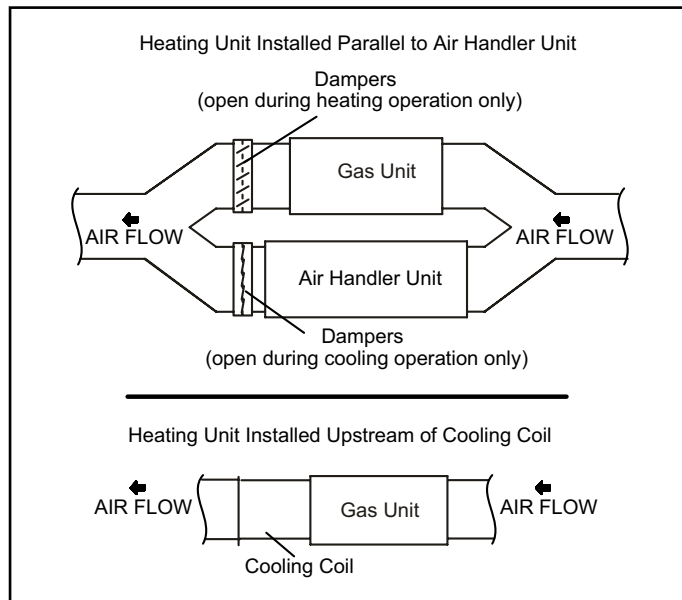 Heating Unit Installed Parallel to Air Handler Unit
Dampers
(open during heating operation only)
Gas Unit
AIR FLOW
AIR FLOW
Air Handler Unit
Dampers
(open during cooling operation only)
Heating Unit Installed Upstream of Cooling Coil
AIR FLOW
Gas Unit
AIR FLOW
Cooling Coil